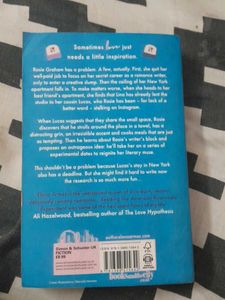 Sometimes love just
needs a little inspiration.
Rosie Graham has a problem. A few, actually. First, she quit her
well-paid job to focus on her secret career as a romance writer,
only to enter a creative slump. Then the ceiling of her New York
apartment falls in. To make matters worse, when she heads to her
best friend's apartment, she finds that Lina has already lent the
studio to her cousin Lucas, who Rosie has been – for lack of a
better word – stalking on Instagram.
When Lucas suggests that they share the small space, Rosie
discovers that he strolls around the place in a towel, has a
distracting grin, an irresistible accent and cooks meals that are just
as tempting. Then he learns about Rosie's writer's block and
proposes an outrageous idea: he'll take her on a series of
experimental dates to reignite her literary muse.
This shouldn't be a problem because Lucas's stay in New York
also has a deadline. But she might find it hard to write now
the research is so much more fun...
Ali Hazelwood, bestselling author of The Love Hypothesis
Simon & Schuster UK
FICTION
£8.99